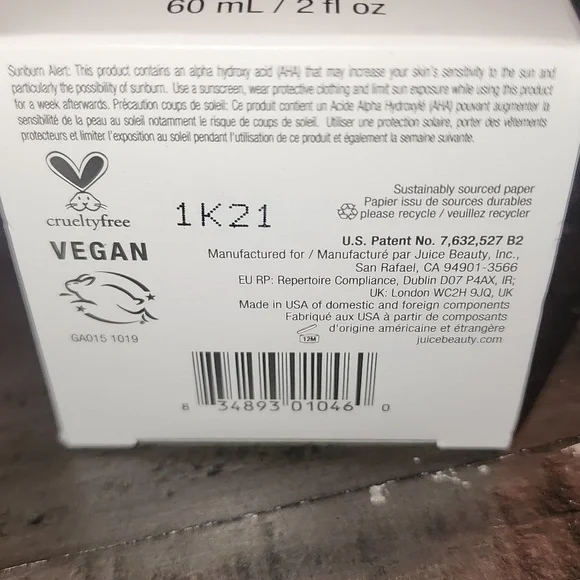 60 mL / 2 fl oz
Sunburn Alert: This product contains an alpha hydroxy acid (AHA) that may increase your skin's sensitivity to the sun and
particularly the possibility of sunburn. Use a sunscreen, wear protective clothing and limit sun exposure while using this product
for a week afterwards. Précaution coups de soleil: Ce produit contient un Acide Alpha Hydroxylé (AHA) pouvant augmenter la
sensibilité de la peau au soleil notamment le risque de coups de soleil. Utiliser une protection solaire, porter des vêtements
protecteurs et limiter l'exposition au soleil pendant l'utilisation de ce produit et également la semaine suivante.
crueltyfree
VEGAN
GA015 1019
1K21
Sustainably sourced paper
Papier issu de sources durables
please recycle / veuillez recycler
U.S. Patent No. 7,632,527 B2
Manufactured for / Manufacturé par Juice Beauty, Inc.,
San Rafael, CA 94901-3566
EU RP: Repertoire Compliance, Dublin D07 P4AX, IR;
UK: London WC2H 9JQ, UK
Made in USA of domestic and foreign components
Fabriqué aux USA à partir de composants
d'origine américaine et étrangère
12M
juicebeauty.com
8 34893 01046 0